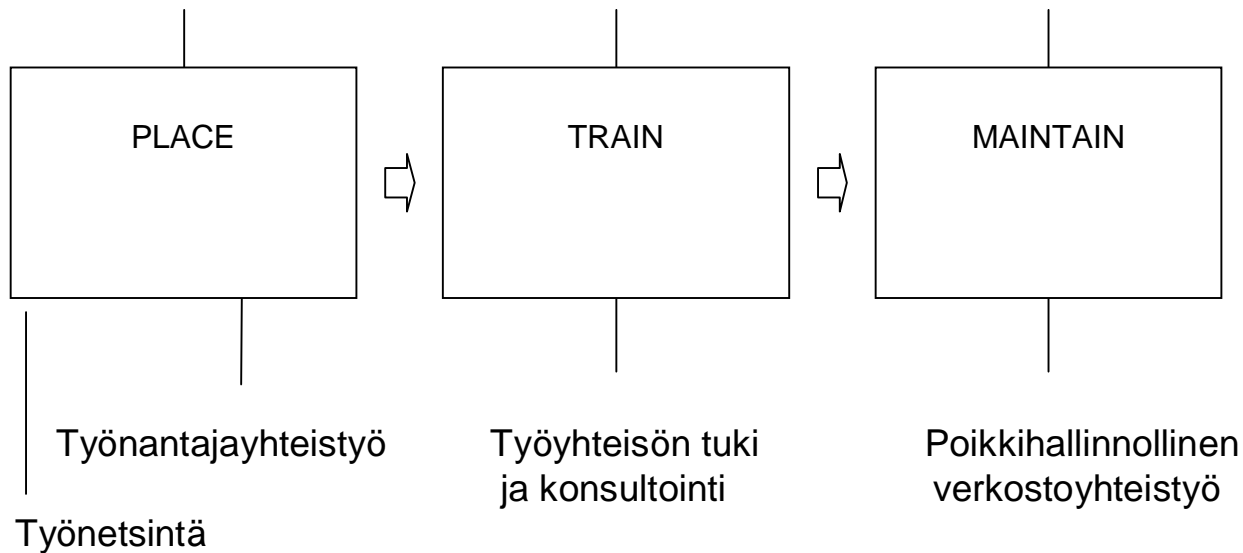 PLACE
TRAIN
MAINTAIN
Työnantajayhteistyö
Työyhteisön tuki
ja konsultointi
Poikkihallinnollinen
verkostoyhteistyö
Työnetsintä